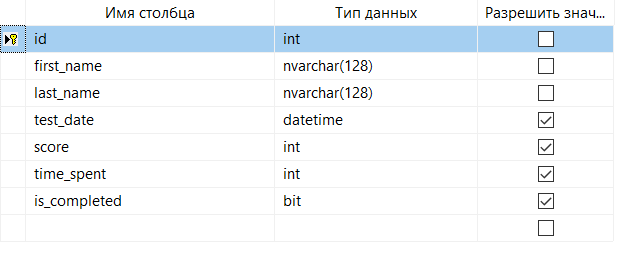 Имя столбца Тип данных Разрешить знач...
id int
first_name nvarchar(128)
last_name nvarchar(128)
test_date datetime
score int
time_spent int
is_completed bit